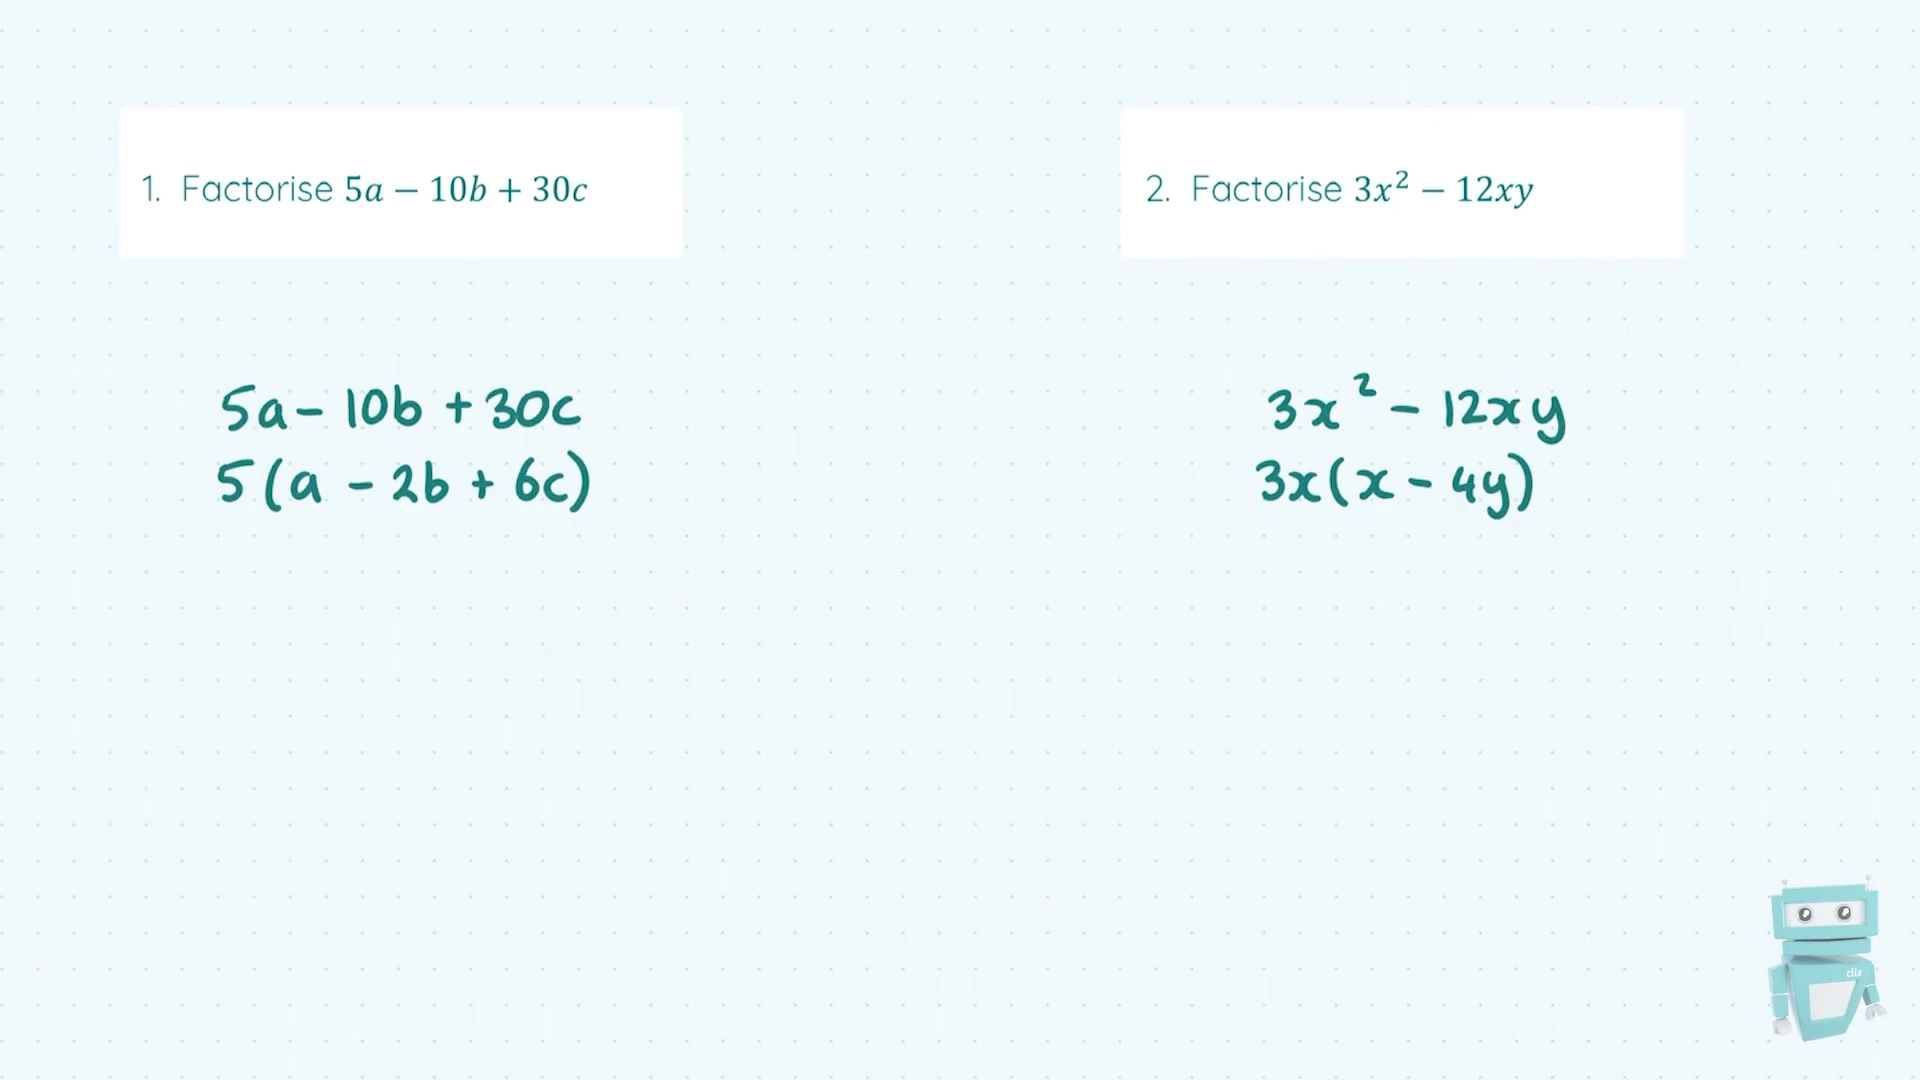 1. Factorise 5a − 10b + 30c
5a − 10b + 30c
5(a − 2b + 6c)
2. Factorise 3x² − 12xy
3x² − 12xy
3x(x − 4y)
clix